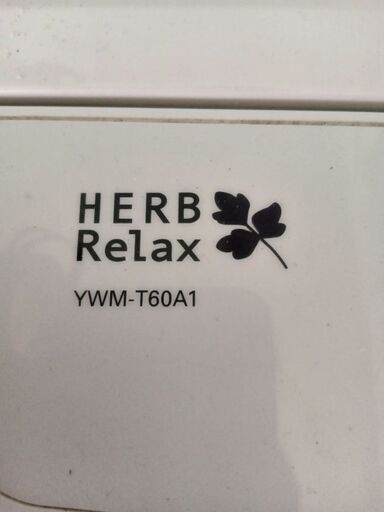 HERB
Relax
YWM-T60A1